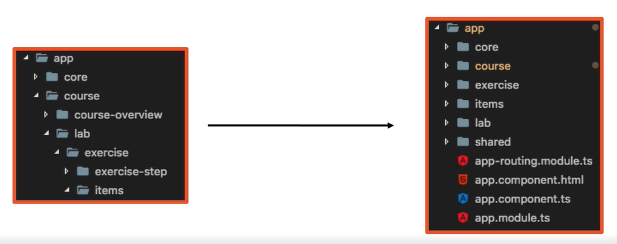 app
core
course
course-overview
lab
exercise
exercise-step
items
app
core
course
exercise
items
lab
shared
app-routing.module.ts
app.component.html
app.component.ts
app.module.ts